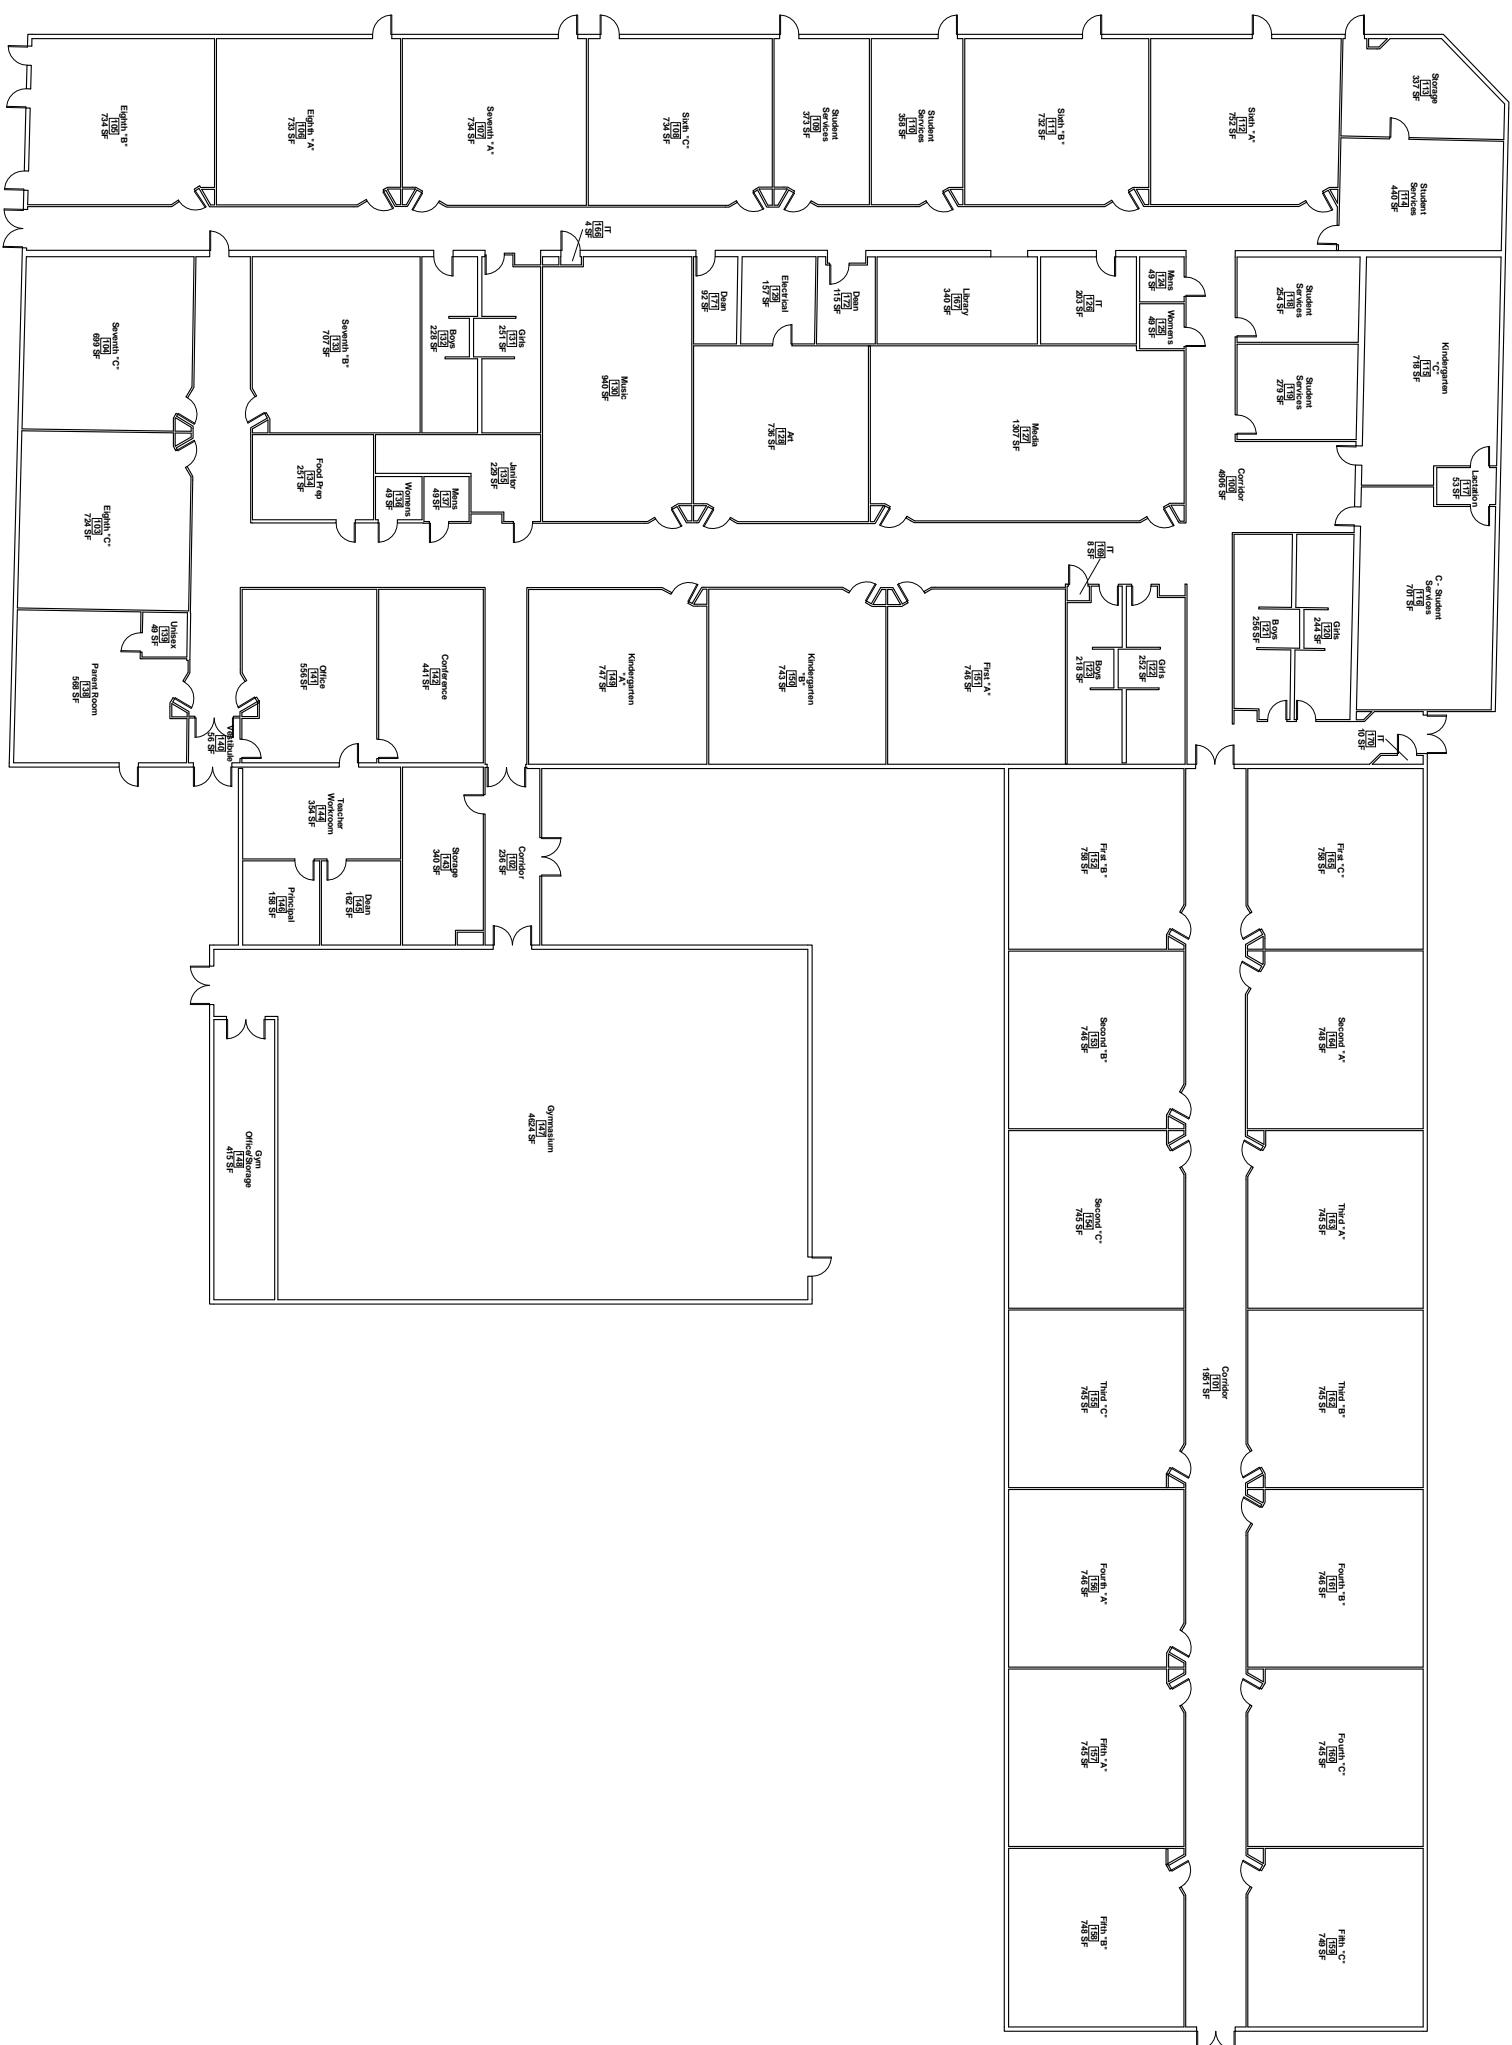 Storage
113
337 SF
Sixth "A"
112
752 SF
Sixth "B"
111
732 SF
Student
Services
110
358 SF
Student
Services
109
373 SF
Sixth "C"
108
734 SF
Seventh "A"
107
734 SF
Eighth "A"
106
733 SF
Eighth "B"
105
734 SF
Student
Services
114
440 SF
IT
166
4 SF
Mens
124
49 SF
Womens
125
49 SF
IT
126
203 SF
Library
167
340 SF
Dean
172
115 SF
Electrical
129
157 SF
Dean
171
92 SF
Girls
131
251 SF
Boys
132
228 SF
Seventh "B"
133
707 SF
Seventh "C"
104
699 SF
Student
Services
118
254 SF
Student
Services
119
279 SF
Kindergarten
"C"
115
718 SF
Music
130
940 SF
Art
128
736 SF
Media
127
1307 SF
Corridor
100
4906 SF
Lactation
117
53 SF
Food Prep
134
251 SF
Womens
136
49 SF
Mens
137
49 SF
Janitor
135
229 SF
Eighth "C"
103
724 SF
IT
169
8 SF
C - Student
Services
116
701 SF
Girls
120
244 SF
Boys
121
256 SF
Girls
122
252 SF
Boys
123
218 SF
First "A"
151
746 SF
Kindergarten
"B"
150
743 SF
Kindergarten
"A"
149
747 SF
Conference
142
441 SF
Office
141
556 SF
Unisex
139
49 SF
Parent Room
138
568 SF
Vestibule
140
56 SF
IT
170
10 SF
Teacher
Workroom
144
354 SF
Storage
143
340 SF
Corridor
102
236 SF
Principal
146
158 SF
Dean
145
162 SF
First "B"
152
758 SF
First "C"
165
758 SF
Second "B"
153
746 SF
Second "A"
164
748 SF
Gymnasium
147
4624 SF
Gym
Office/Storage
148
415 SF
Second "C"
154
745 SF
Third "A"
163
745 SF
Corridor
101
1951 SF
Third "C"
155
745 SF
Third "B"
162
745 SF
Fourth "A"
156
746 SF
Fourth "B"
161
746 SF
Fifth "A"
157
745 SF
Fourth "C"
160
745 SF
Fifth "B"
158
748 SF
Fifth "C"
159
749 SF